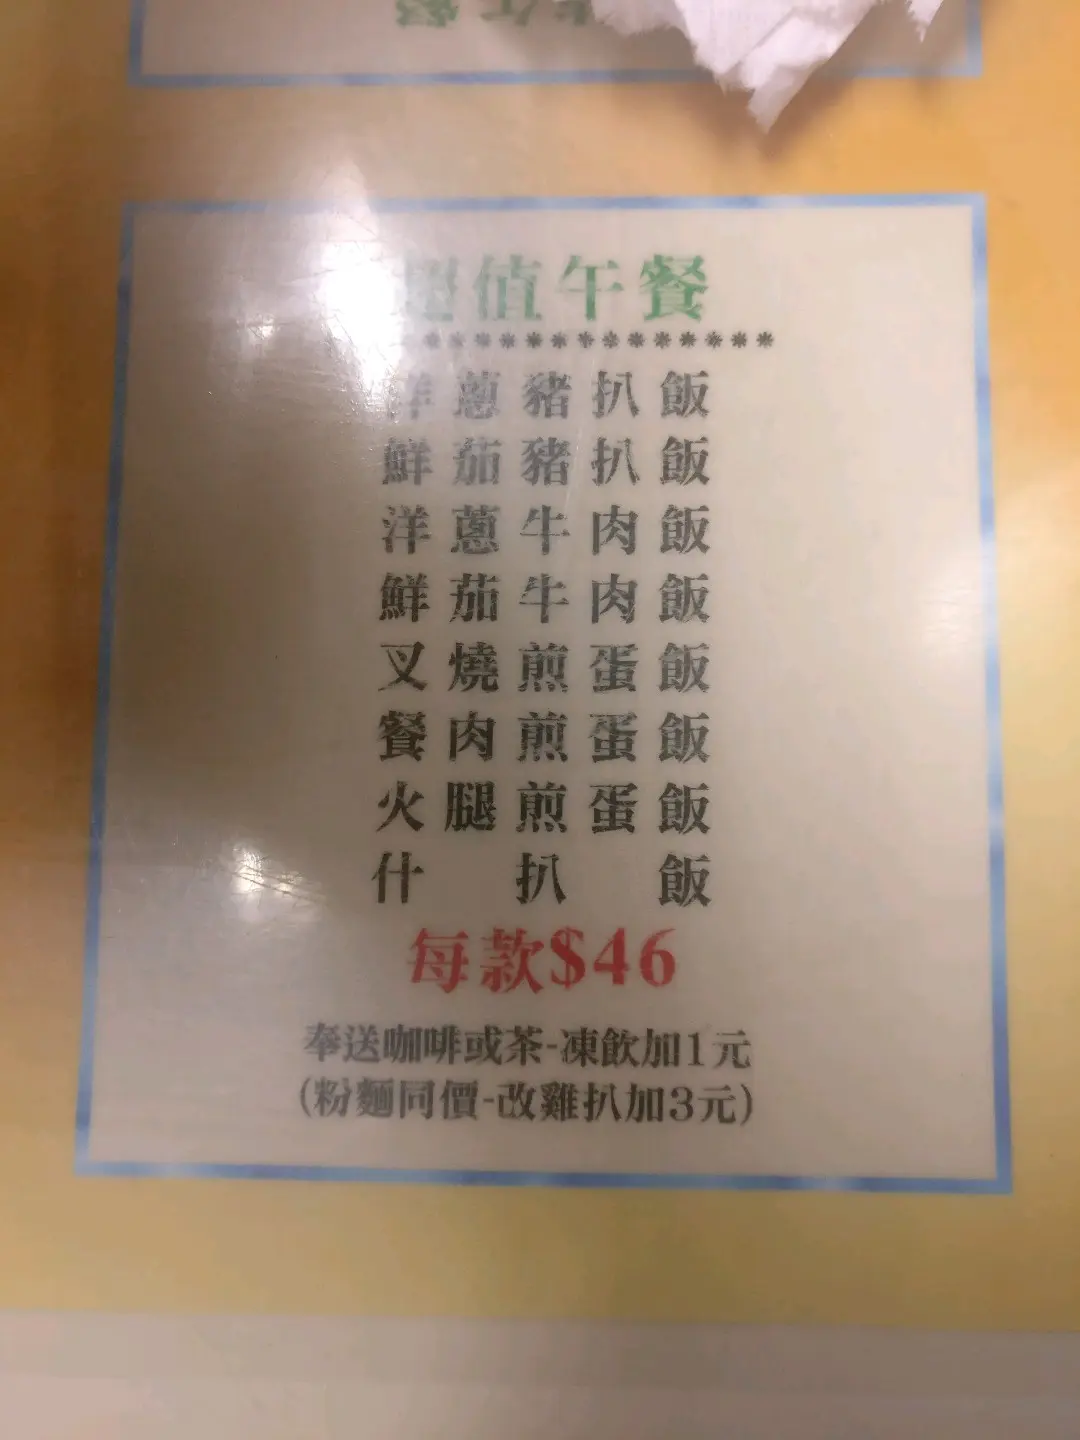 超值午餐
洋蔥豬扒飯
鮮茄豬扒飯
洋蔥牛肉飯
鮮茄牛肉飯
叉燒煎蛋飯
餐肉煎蛋飯
火腿煎蛋飯
什扒飯
每款$46
奉送咖啡或茶-凍飲加1元
(粉麵同價-改雞扒加3元)